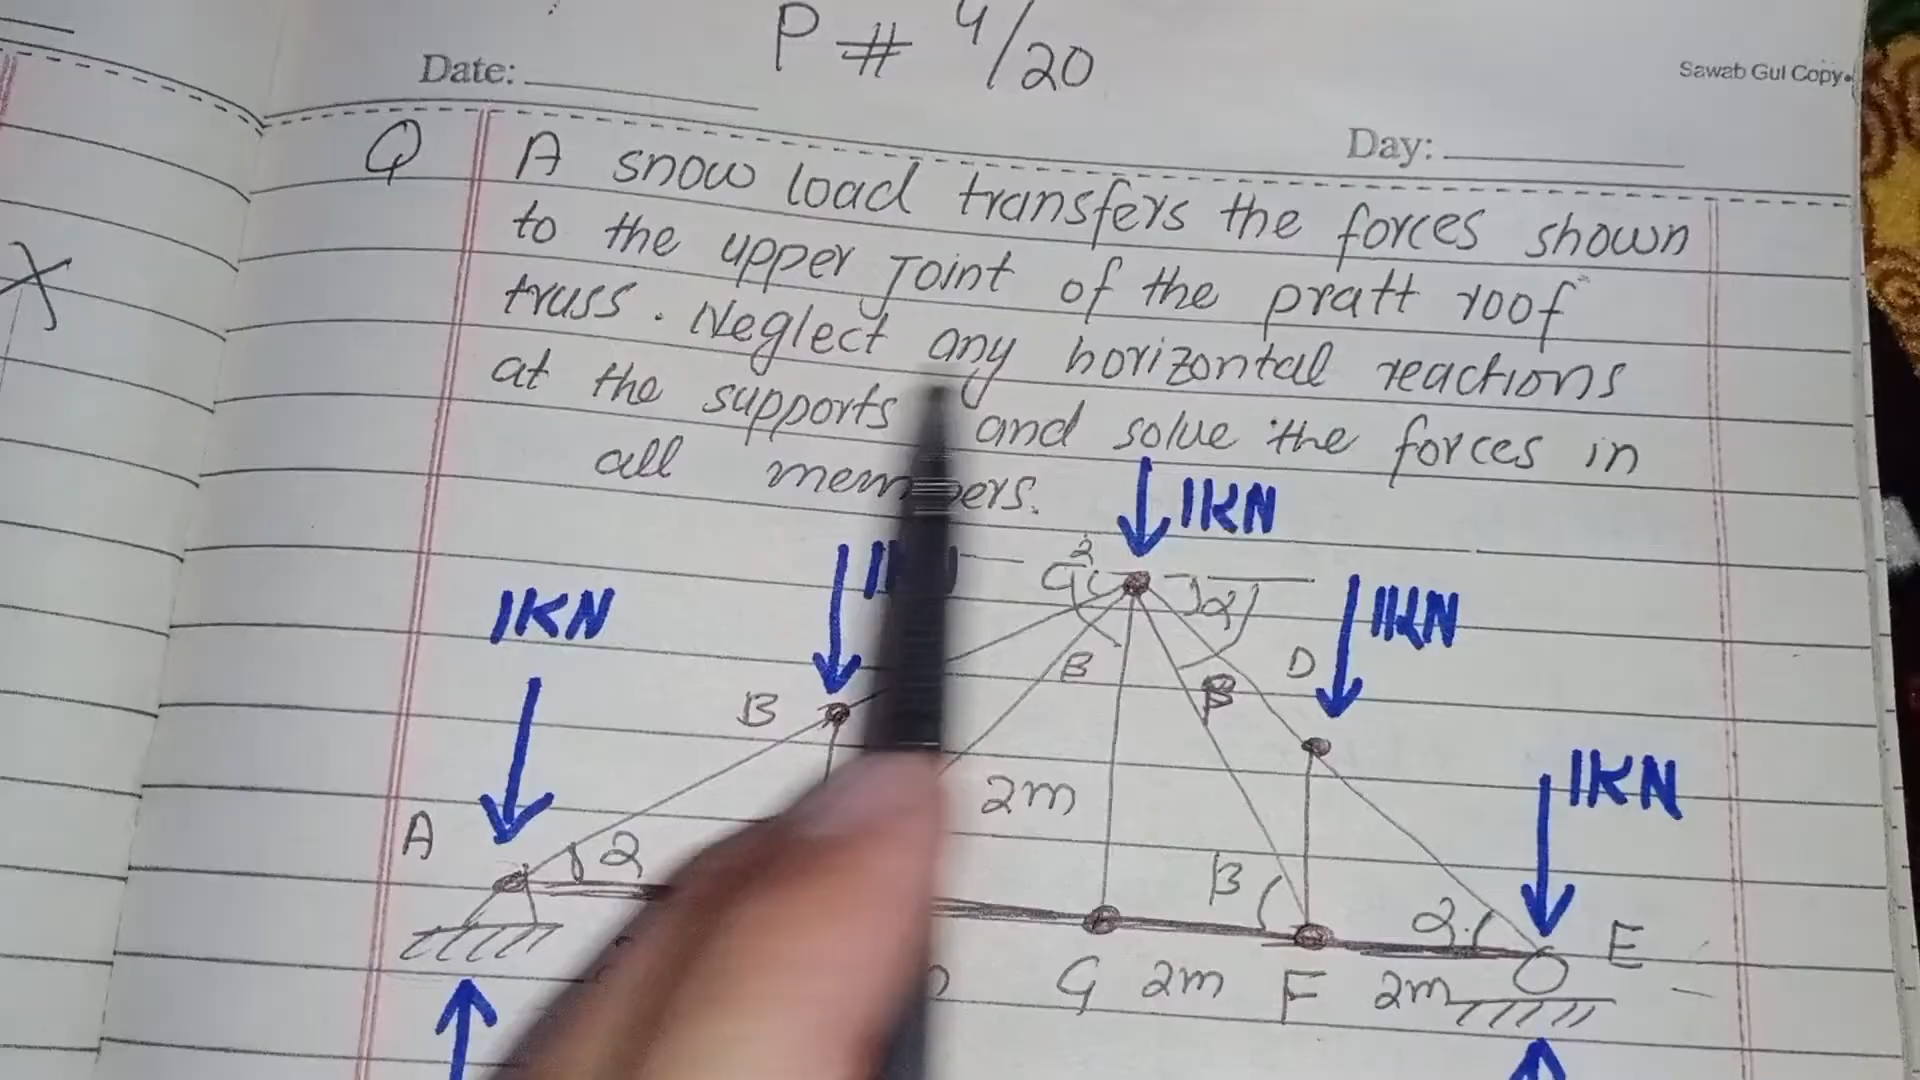 P # 4/20
Date:
Sawab Gul Copy
Day:
Q A snow load transfers the forces shown
to the upper Joint of the pratt roof
truss. Neglect any horizontal reactions
at the supports and solve the forces in
all members.
1KN
1KN
1KN
1KN
B
D
B
β
2m
A
2
β
2
E
G 2m F 2m